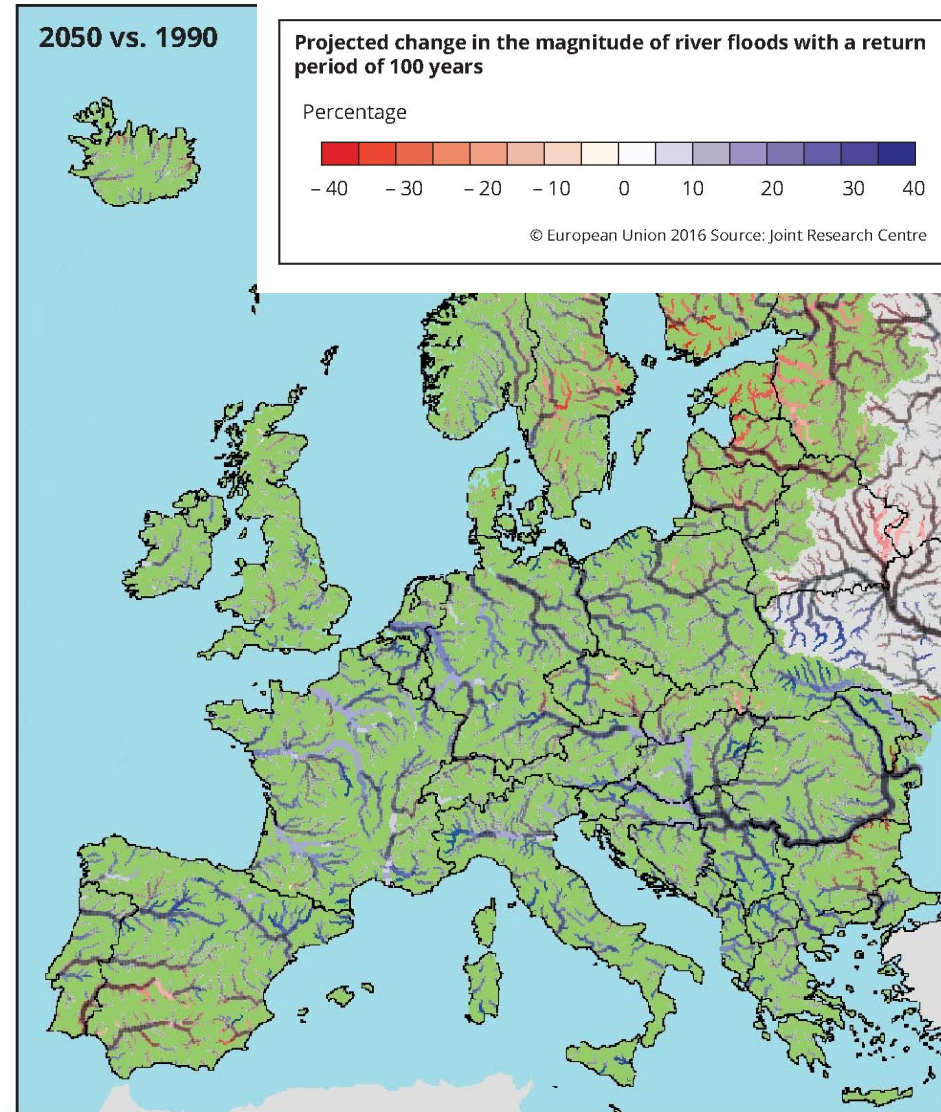 2050 vs. 1990
Projected change in the magnitude of river floods with a return
period of 100 years
Percentage
– 40 – 30 – 20 – 10 0 10 20 30 40
© European Union 2016 Source: Joint Research Centre